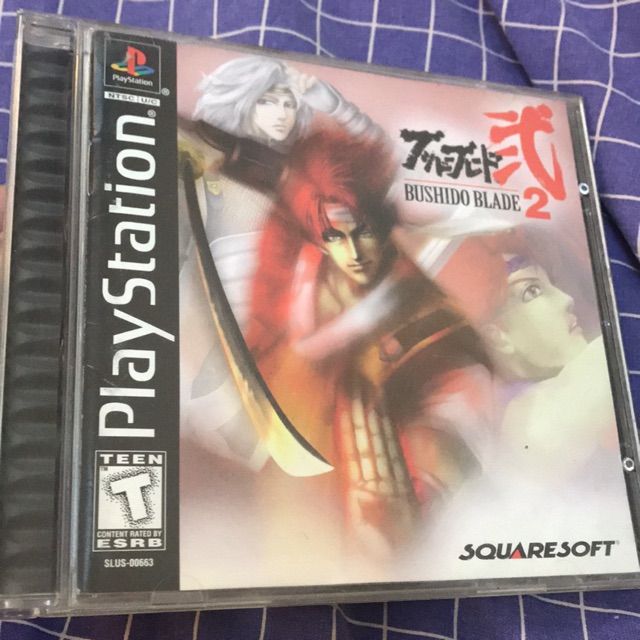 PlayStation
NTSC U/C
PlayStation
®
TEEN
T
CONTENT RATED BY
ESRB
SLUS-00663
ブシドーブレード 弐
BUSHIDO BLADE 2
SQUARESOFT